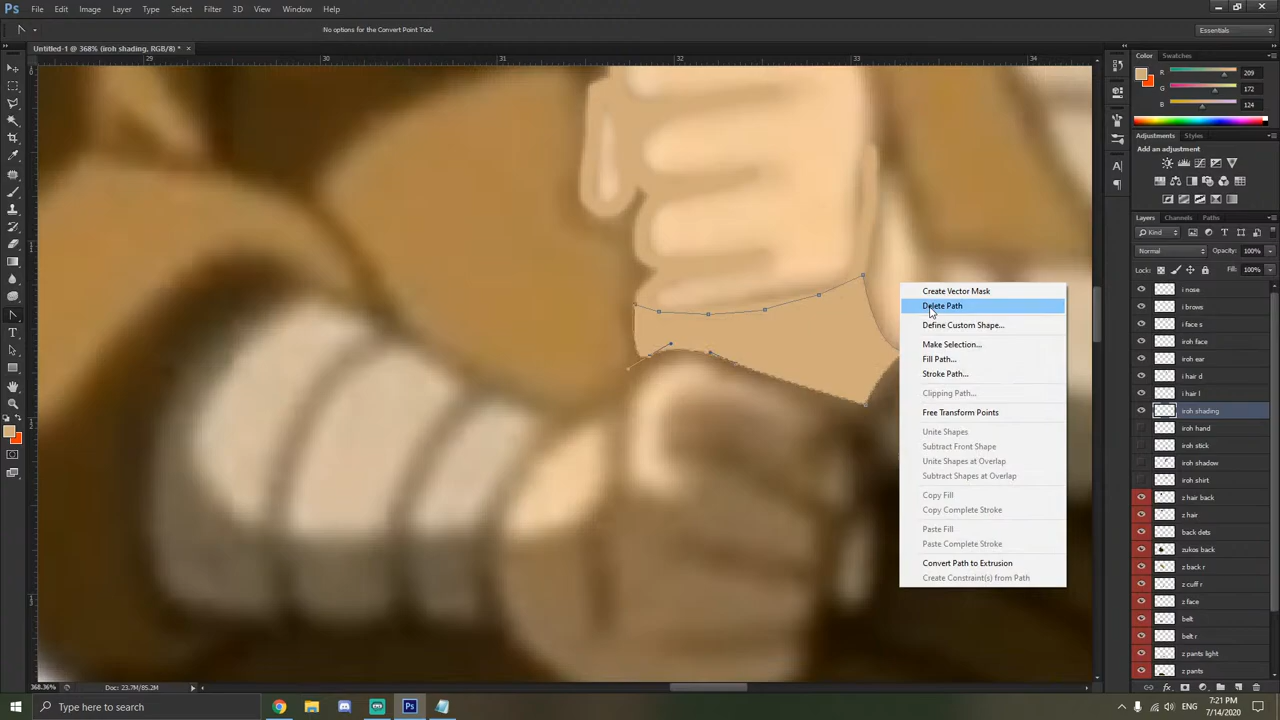 Ps File Edit Image Layer Type Select Filter 3D View Window Help
No options for the Convert Point Tool.
Essentials
Untitled-1 @ 368% (iroh shading, RGB/8) * ×
29 30 31 32 33 34
Color Swatches
R 209
G 172
B 124
Adjustments Styles
Add an adjustment
Layers Channels Paths
Kind
Normal Opacity: 100%
Lock: Fill: 100%
i nose
i brows
i face s
iroh face
iroh ear
i hair d
i hair l
iroh shading
iroh hand
iroh stick
iroh shadow
iroh shirt
z hair back
z hair
back dets
zukos back
z back r
z cuff r
z face
belt
belt r
z pants light
z pants
Create Vector Mask
Delete Path
Define Custom Shape...
Make Selection...
Fill Path...
Stroke Path...
Clipping Path...
Free Transform Points
Unite Shapes
Subtract Front Shape
Unite Shapes at Overlap
Subtract Shapes at Overlap
Copy Fill
Copy Complete Stroke
Paste Fill
Paste Complete Stroke
Convert Path to Extrusion
Create Constraint(s) from Path
368.36% Doc: 23.7M/85.2M
Type here to search
7:21 PM
7/14/2020